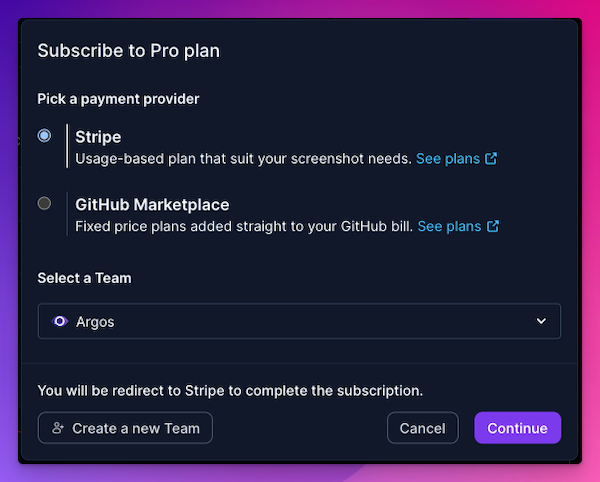 Subscribe to Pro plan
Pick a payment provider
Stripe
Usage-based plan that suit your screenshot needs. See plans
GitHub Marketplace
Fixed price plans added straight to your GitHub bill. See plans
Select a Team
Argos
You will be redirect to Stripe to complete the subscription.
Create a new Team Cancel Continue